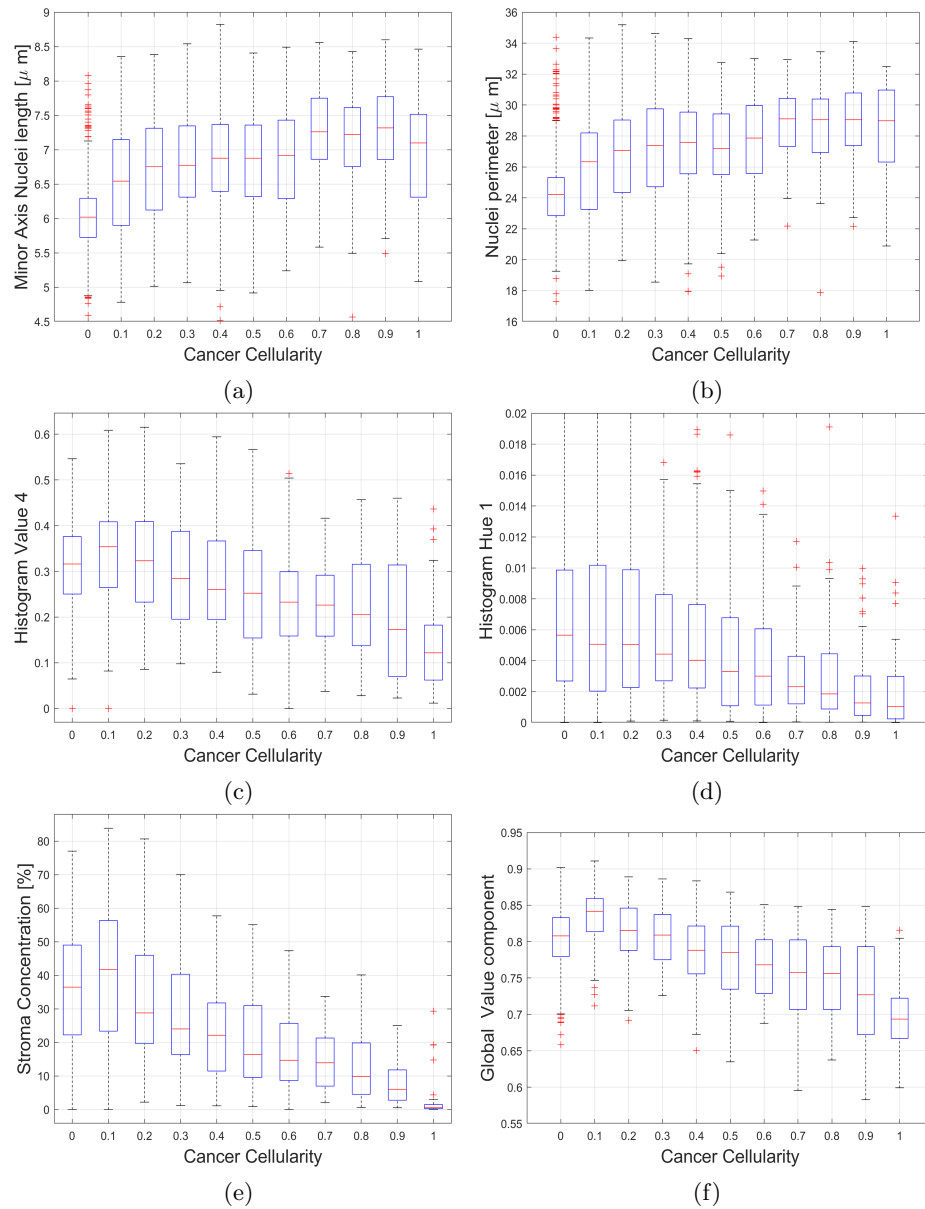 9
8.5
8
7.5
7
6.5
6
5.5
5
4.5
Minor Axis Nuclei length [μ m]
0 0.1 0.2 0.3 0.4 0.5 0.6 0.7 0.8 0.9 1
Cancer Cellularity
(a)
36
34
32
30
28
26
24
22
20
18
16
Nuclei perimeter [μ m]
0 0.1 0.2 0.3 0.4 0.5 0.6 0.7 0.8 0.9 1
Cancer Cellularity
(b)
0.6
0.5
0.4
0.3
0.2
0.1
0
Histogram Value 4
0 0.1 0.2 0.3 0.4 0.5 0.6 0.7 0.8 0.9 1
Cancer Cellularity
(c)
0.02
0.018
0.016
0.014
0.012
0.01
0.008
0.006
0.004
0.002
0
Histogram Hue 1
0 0.1 0.2 0.3 0.4 0.5 0.6 0.7 0.8 0.9 1
Cancer Cellularity
(d)
80
70
60
50
40
30
20
10
0
Stroma Concentration [%]
0 0.1 0.2 0.3 0.4 0.5 0.6 0.7 0.8 0.9 1
Cancer Cellularity
(e)
0.95
0.9
0.85
0.8
0.75
0.7
0.65
0.6
0.55
Global Value component
0 0.1 0.2 0.3 0.4 0.5 0.6 0.7 0.8 0.9 1
Cancer Cellularity
(f)